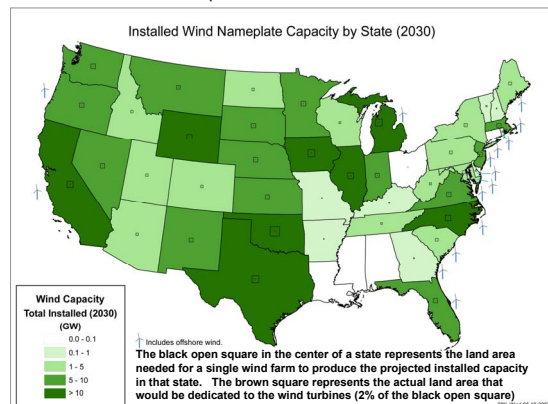 Installed Wind Nameplate Capacity by State (2030)
Wind Capacity
Total Installed (2030)
(GW)
0.0 - 0.1
0.1 - 1
1 - 5
5 - 10
> 10
Includes offshore wind.
The black open square in the center of a state represents the land area
needed for a single wind farm to produce the projected installed capacity
in that state. The brown square represents the actual land area that
would be dedicated to the wind turbines (2% of the black open square)